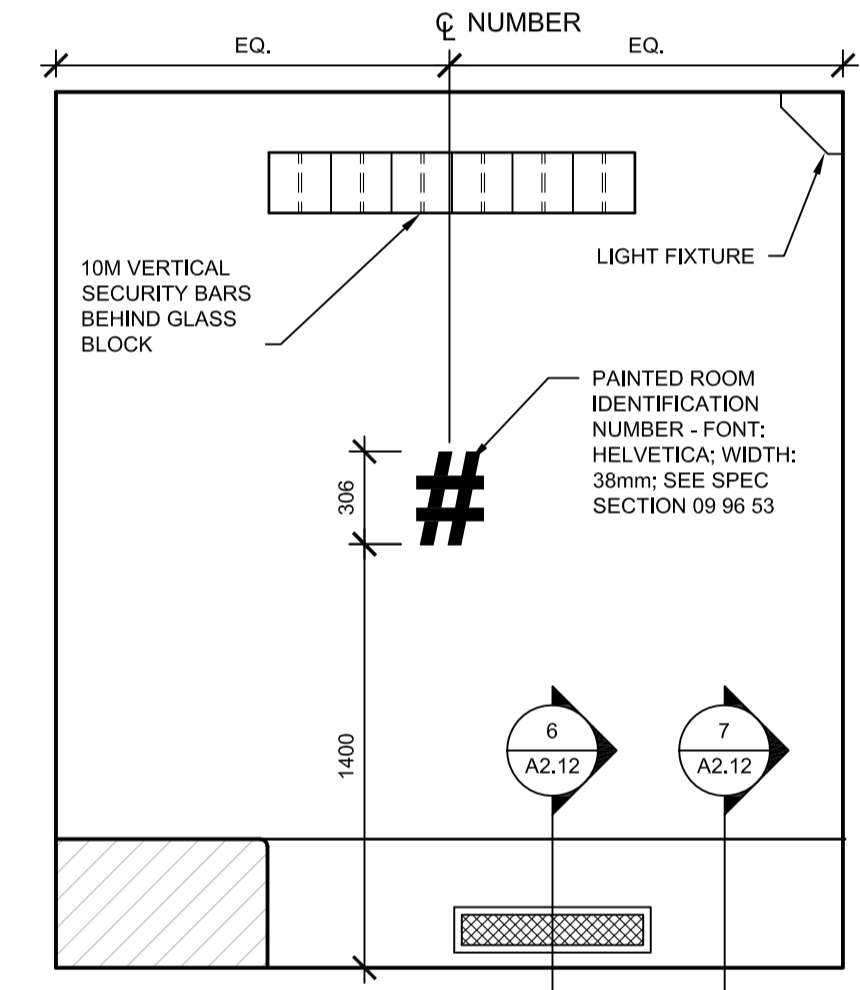 ℄ NUMBER
EQ.
EQ.
LIGHT FIXTURE
10M VERTICAL
SECURITY BARS
BEHIND GLASS
BLOCK
PAINTED ROOM
IDENTIFICATION
NUMBER - FONT:
HELVETICA; WIDTH:
38mm; SEE SPEC
SECTION 09 96 53
306
#
1400
6
A2.12
7
A2.12